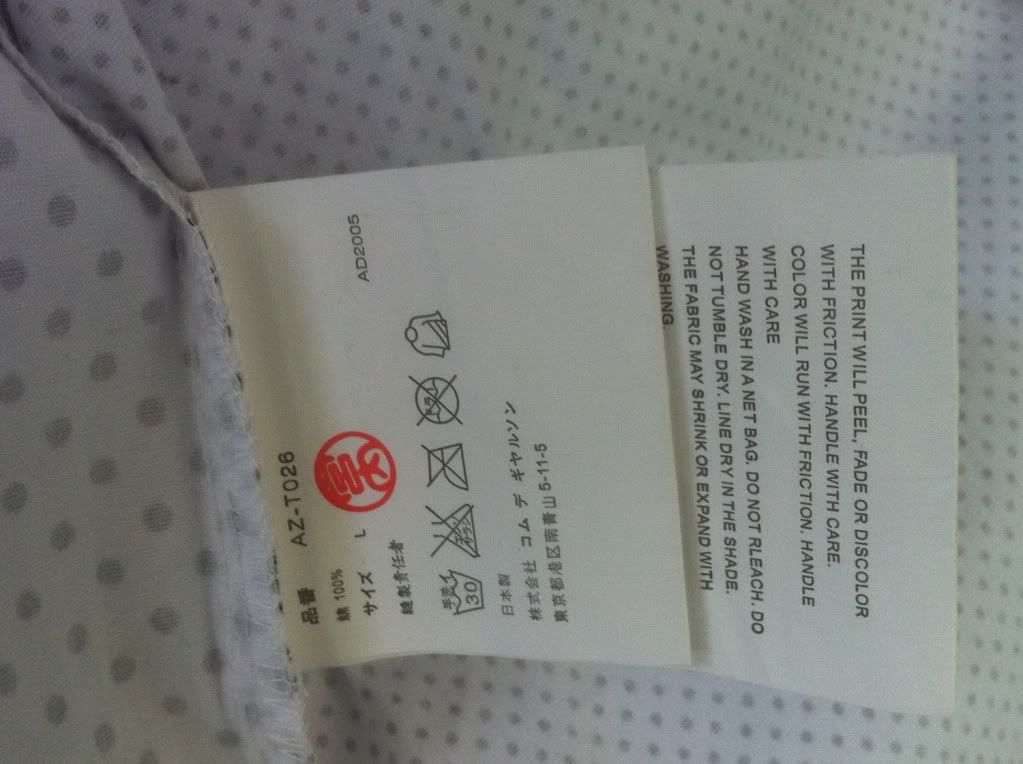 品番 AZ-T026
綿 100%
サイズ L
AD2005
縫製責任者
手洗イ
30
日本製
株式会社 コム デ ギャルソン
東京都港区南青山 5-11-5
THE PRINT WILL PEEL, FADE OR DISCOLOR
WITH FRICTION. HANDLE WITH CARE.
COLOR WILL RUN WITH FRICTION. HANDLE
WITH CARE
HAND WASH IN A NET BAG. DO NOT RLEACH. DO
NOT TUMBLE DRY. LINE DRY IN THE SHADE.
THE FABRIC MAY SHRINK OR EXPAND WITH
WASHING